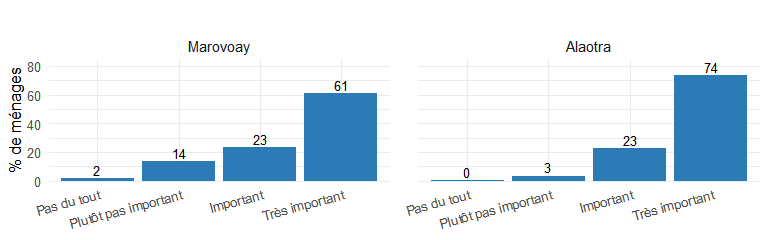 Marovoay
Alaotra
% de ménages
80
60
40
20
0
2
14
23
61
0
3
23
74
Pas du tout
Plutôt pas important
Important
Très important
Pas du tout
Plutôt pas important
Important
Très important